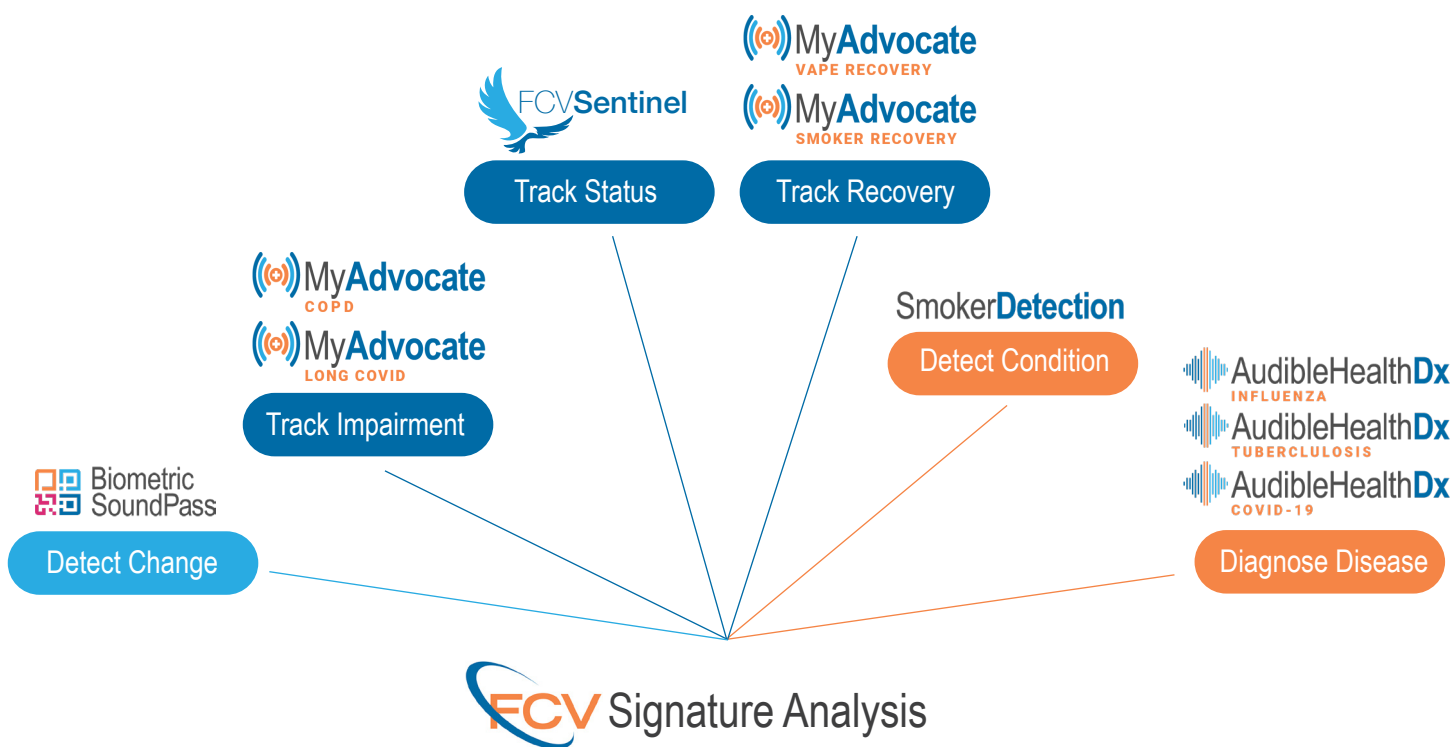 MyAdvocate
VAPE RECOVERY
MyAdvocate
SMOKER RECOVERY
FCVSentinel
Track Status
Track Recovery
MyAdvocate
COPD
MyAdvocate
LONG COVID
Track Impairment
SmokerDetection
Detect Condition
AudibleHealthDx
INFLUENZA
AudibleHealthDx
TUBERCLULOSIS
AudibleHealthDx
COVID-19
Diagnose Disease
Biometric
SoundPass
Detect Change
FCV Signature Analysis